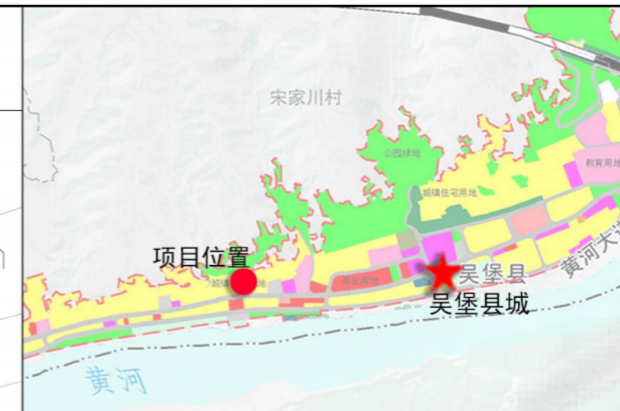 宋家川村
公园绿地
教育用地
城镇住宅用地
项目位置
吴堡县
黄河大道
吴堡县城
黄河